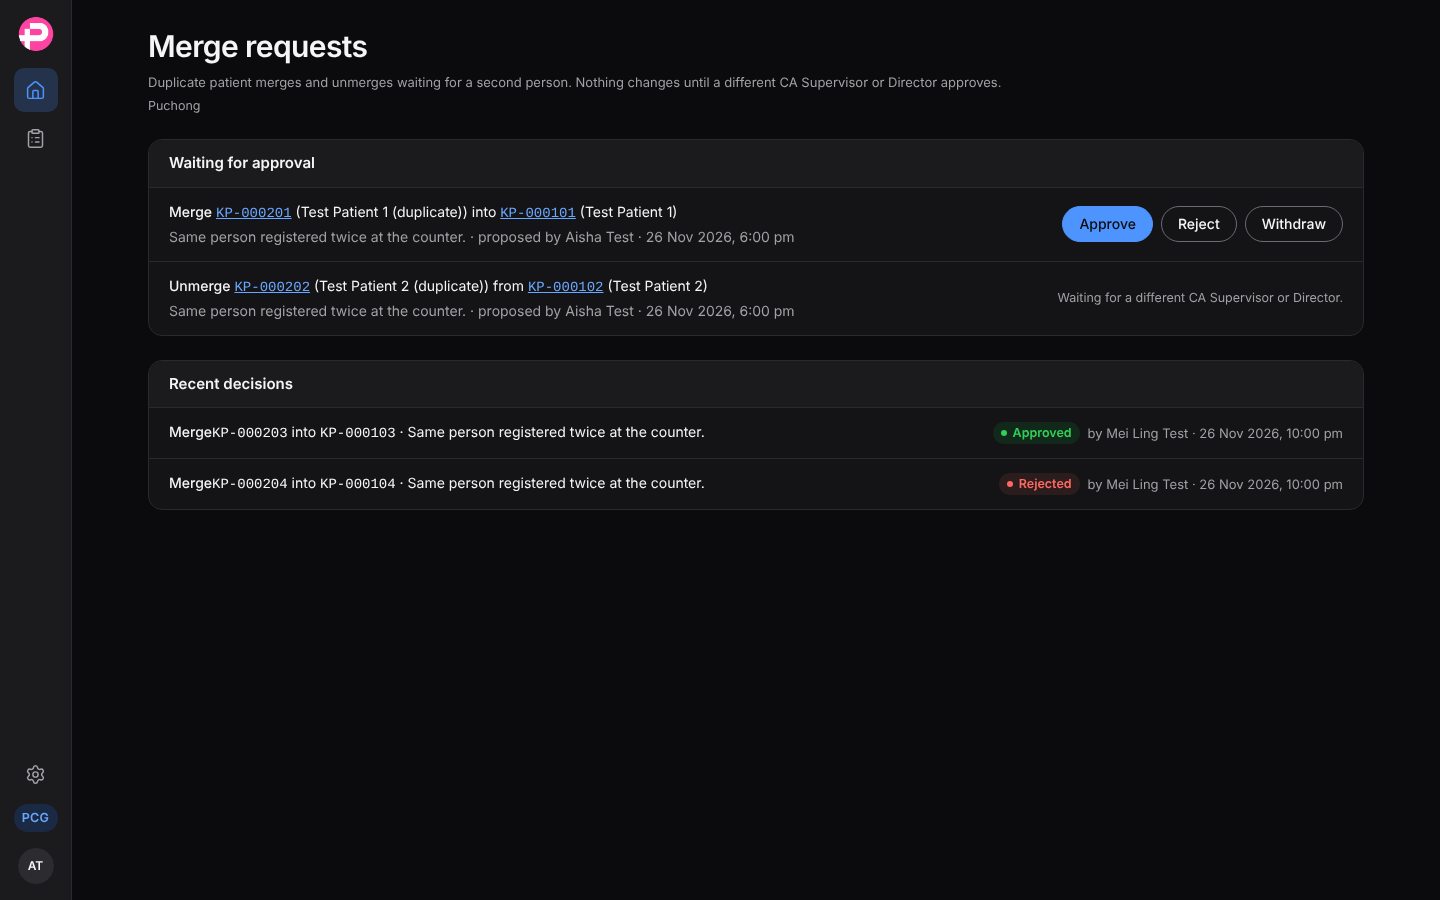 Merge requests
Duplicate patient merges and unmerges waiting for a second person. Nothing changes until a different CA Supervisor or Director approves.
Puchong
Waiting for approval
Merge KP-000201 (Test Patient 1 (duplicate)) into KP-000101 (Test Patient 1)
Same person registered twice at the counter. · proposed by Aisha Test · 26 Nov 2026, 6:00 pm
Approve
Reject
Withdraw
Unmerge KP-000202 (Test Patient 2 (duplicate)) from KP-000102 (Test Patient 2)
Same person registered twice at the counter. · proposed by Aisha Test · 26 Nov 2026, 6:00 pm
Waiting for a different CA Supervisor or Director.
Recent decisions
MergeKP-000203 into KP-000103 · Same person registered twice at the counter.
Approved by Mei Ling Test · 26 Nov 2026, 10:00 pm
MergeKP-000204 into KP-000104 · Same person registered twice at the counter.
Rejected by Mei Ling Test · 26 Nov 2026, 10:00 pm
PCG
AT